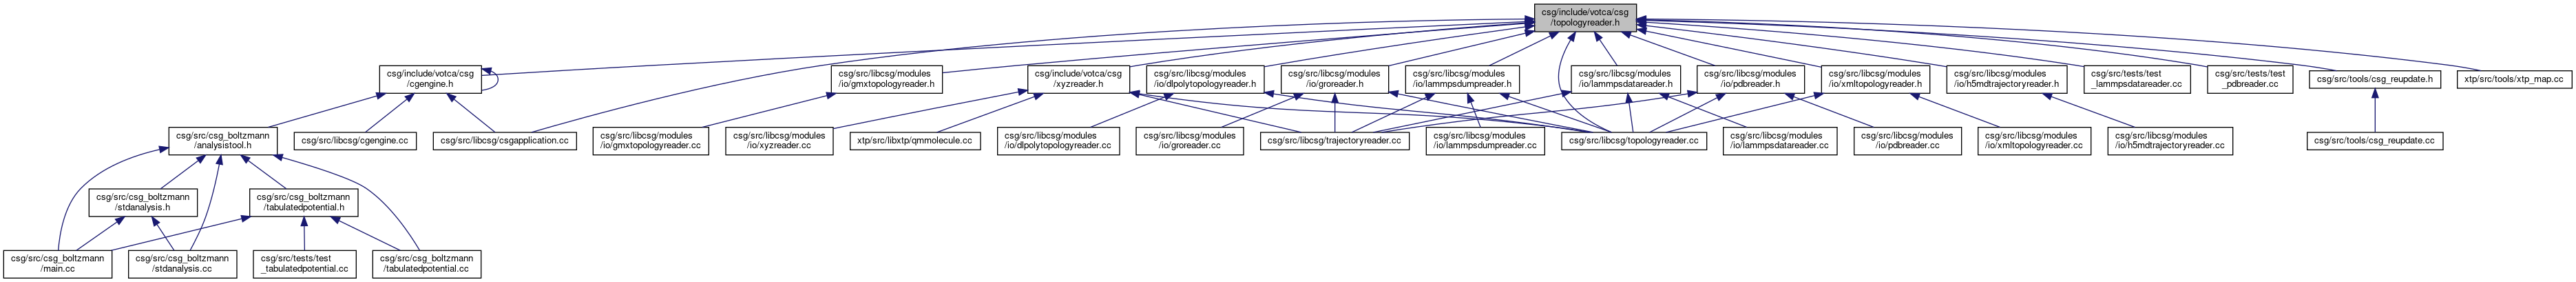 csg/include/votca/csg
/topologyreader.h
csg/include/votca/csg
/cgengine.h
csg/src/libcsg/modules
/io/gmxtopologyreader.h
csg/include/votca/csg
/xyzreader.h
csg/src/libcsg/modules
/io/dlpolytopologyreader.h
csg/src/libcsg/modules
/io/groreader.h
csg/src/libcsg/modules
/io/lammpsdumpreader.h
csg/src/libcsg/modules
/io/lammpsdatareader.h
csg/src/libcsg/modules
/io/pdbreader.h
csg/src/libcsg/modules
/io/xmltopologyreader.h
csg/src/libcsg/modules
/io/h5mdtrajectoryreader.h
csg/src/tests/test
_lammpsdatareader.cc
csg/src/tests/test
_pdbreader.cc
csg/src/tools/csg_reupdate.h
xtp/src/tools/xtp_map.cc
csg/src/csg_boltzmann
/analysistool.h
csg/src/libcsg/cgengine.cc
csg/src/libcsg/csgapplication.cc
csg/src/libcsg/modules
/io/gmxtopologyreader.cc
csg/src/libcsg/modules
/io/xyzreader.cc
xtp/src/libxtp/qmmolecule.cc
csg/src/libcsg/modules
/io/dlpolytopologyreader.cc
csg/src/libcsg/modules
/io/groreader.cc
csg/src/libcsg/trajectoryreader.cc
csg/src/libcsg/modules
/io/lammpsdumpreader.cc
csg/src/libcsg/topologyreader.cc
csg/src/libcsg/modules
/io/lammpsdatareader.cc
csg/src/libcsg/modules
/io/pdbreader.cc
csg/src/libcsg/modules
/io/xmltopologyreader.cc
csg/src/libcsg/modules
/io/h5mdtrajectoryreader.cc
csg/src/tools/csg_reupdate.cc
csg/src/csg_boltzmann
/stdanalysis.h
csg/src/csg_boltzmann
/tabulatedpotential.h
csg/src/csg_boltzmann
/main.cc
csg/src/csg_boltzmann
/stdanalysis.cc
csg/src/tests/test
_tabulatedpotential.cc
csg/src/csg_boltzmann
/tabulatedpotential.cc